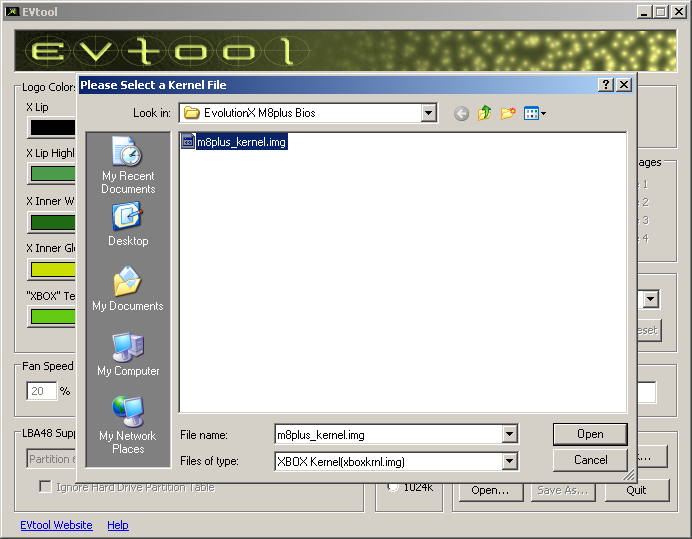 EVtool
EVtool
Please Select a Kernel File
Logo Colors
Look in:
EvolutionX M8plus Bios
X Lip
m8plus_kernel.img
My Recent
Documents
X Lip Highl
ages
1
2
3
4
X Inner W
Desktop
X Inner Glo
My Documents
"XBOX" Te
eset
My Computer
Fan Speed
20 %
My Network
Places
File name:
m8plus_kernel.img
Open
LBA48 Supp
Partition
Files of type:
XBOX Kernel(xboxkrnl.img)
Cancel
...
Ignore Hard Drive Partition Table
1024k
Open...
Save As...
Quit
EVtool Website
Help